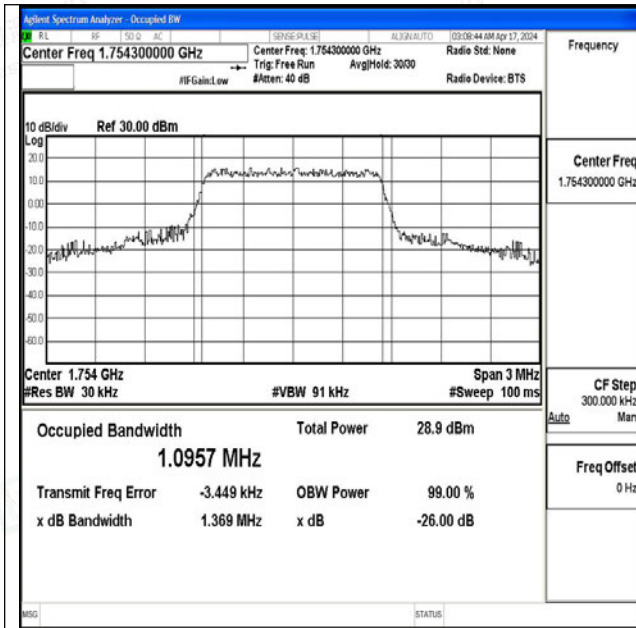 Agilent Spectrum Analyzer - Occupied BW
RL RF 50 Ω AC SENSE:PULSE ALIGNAUTO 03:08:44 AM Apr 17, 2024
Center Freq 1.754300000 GHz
Center Freq: 1.754300000 GHz
Radio Std: None
Trig: Free Run Avg|Hold: 30/30
#IFGain:Low
#Atten: 40 dB
Radio Device: BTS
Frequency
10 dB/div Ref 30.00 dBm
Log
20.0
10.0
0.00
-10.0
-20.0
-30.0
-40.0
-50.0
-60.0
Center 1.754 GHz Span 3 MHz
#Res BW 30 kHz #VBW 91 kHz #Sweep 100 ms
Center Freq
1.754300000 GHz
CF Step
300.000 kHz
Auto Man
Freq Offset
0 Hz
Occupied Bandwidth Total Power 28.9 dBm
1.0957 MHz
Transmit Freq Error -3.449 kHz OBW Power 99.00 %
x dB Bandwidth 1.369 MHz x dB -26.00 dB
MSG STATUS